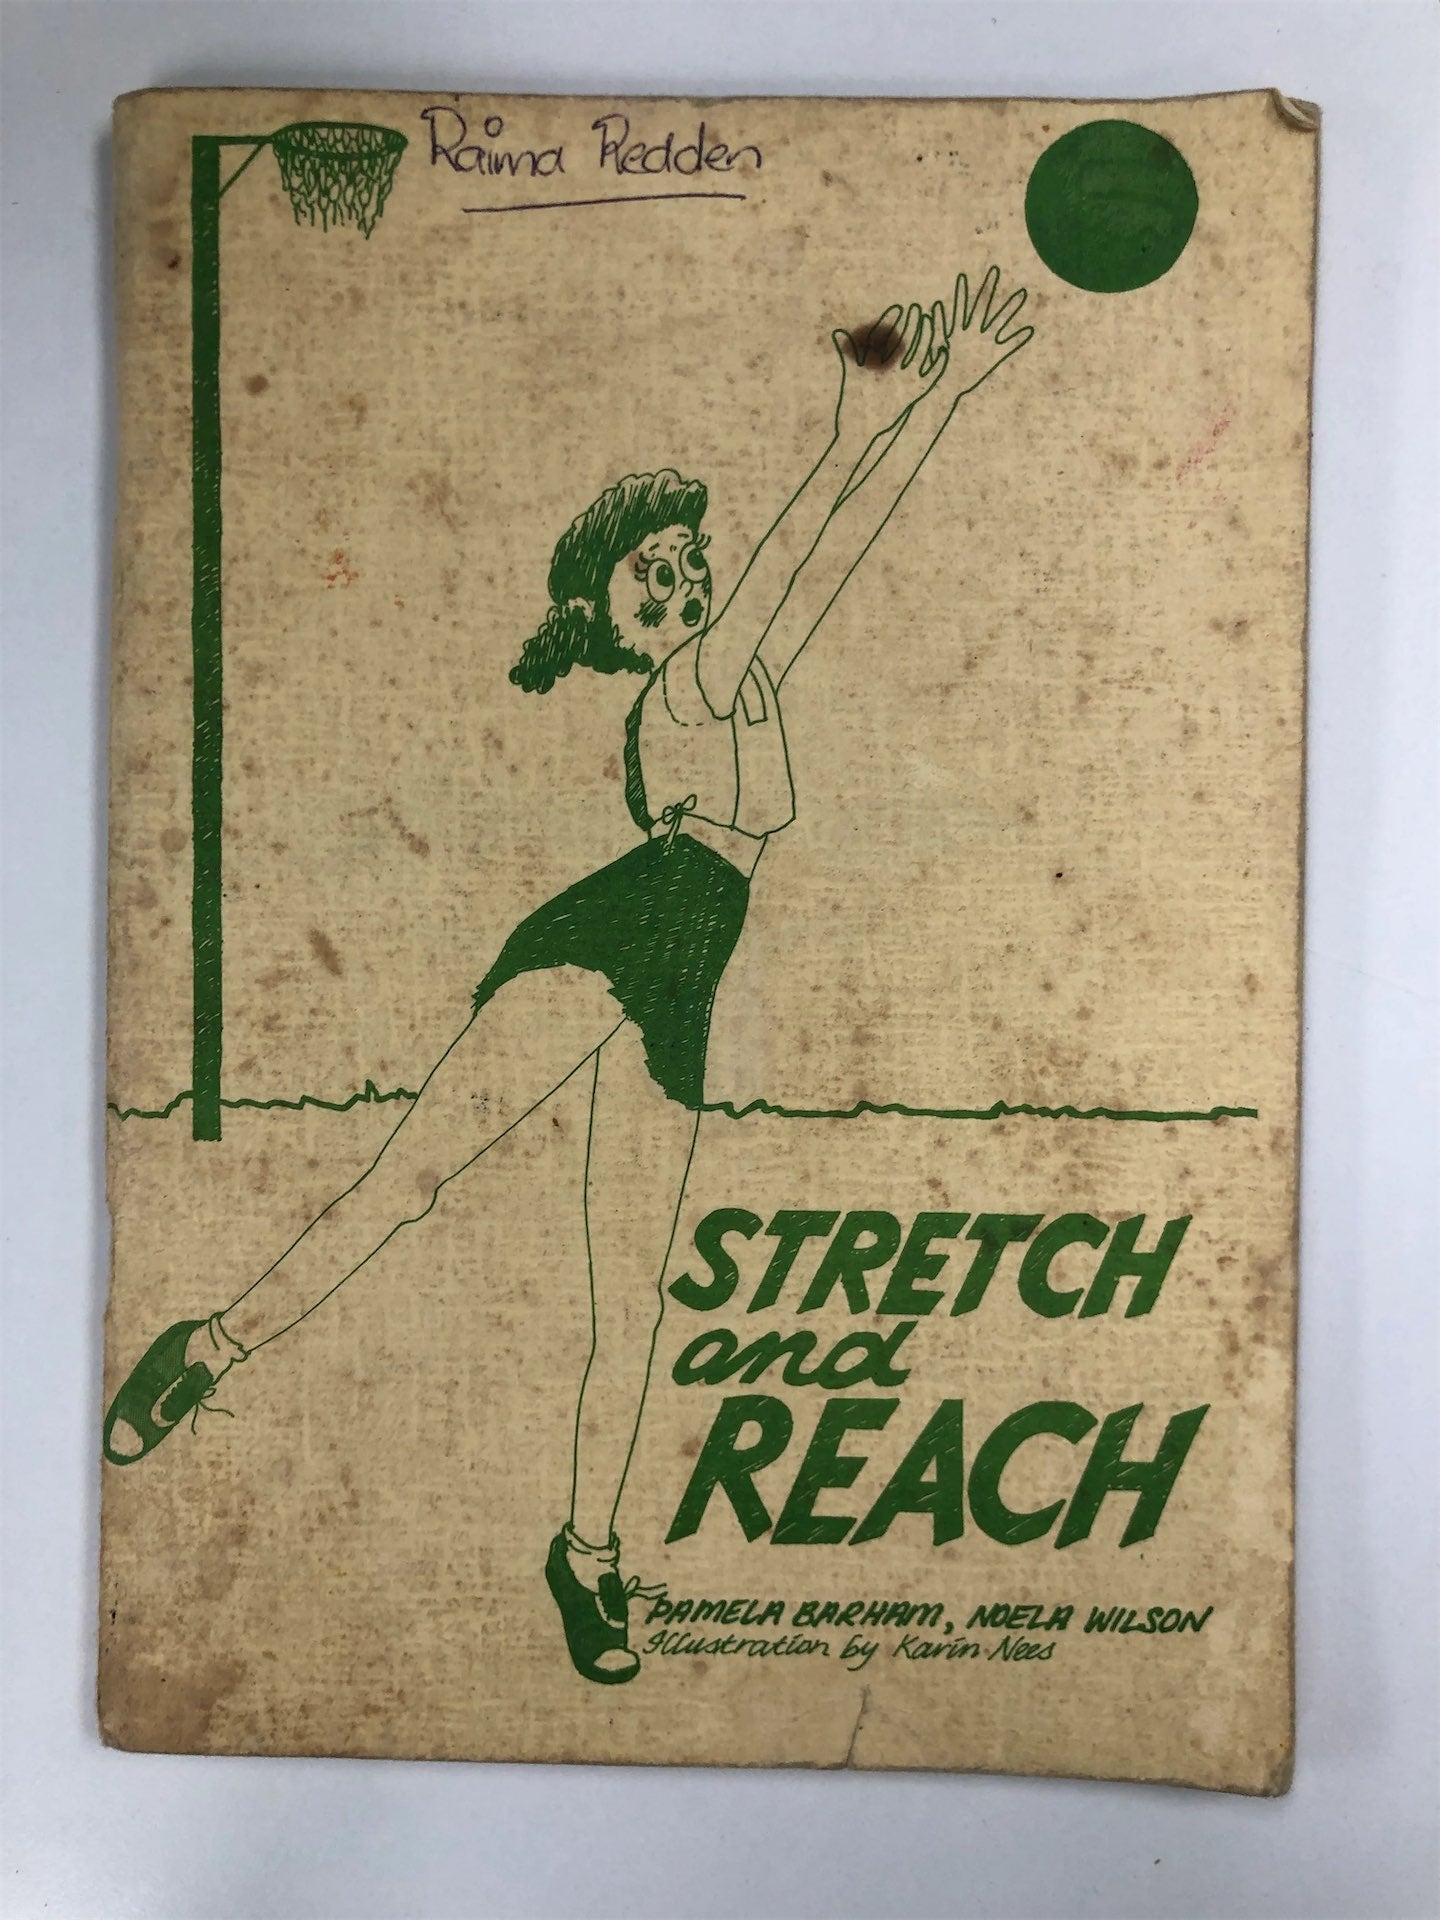 Raima Redden
STRETCH
and
REACH
PAMELA BARHAM, NOELA WILSON
Illustration by Karin Nees